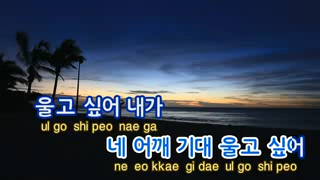 울고 싶어 내가
ul go shi peo nae ga
네 어깨 기대 울고 싶어
ne eo kkae gi dae ul go shi peo